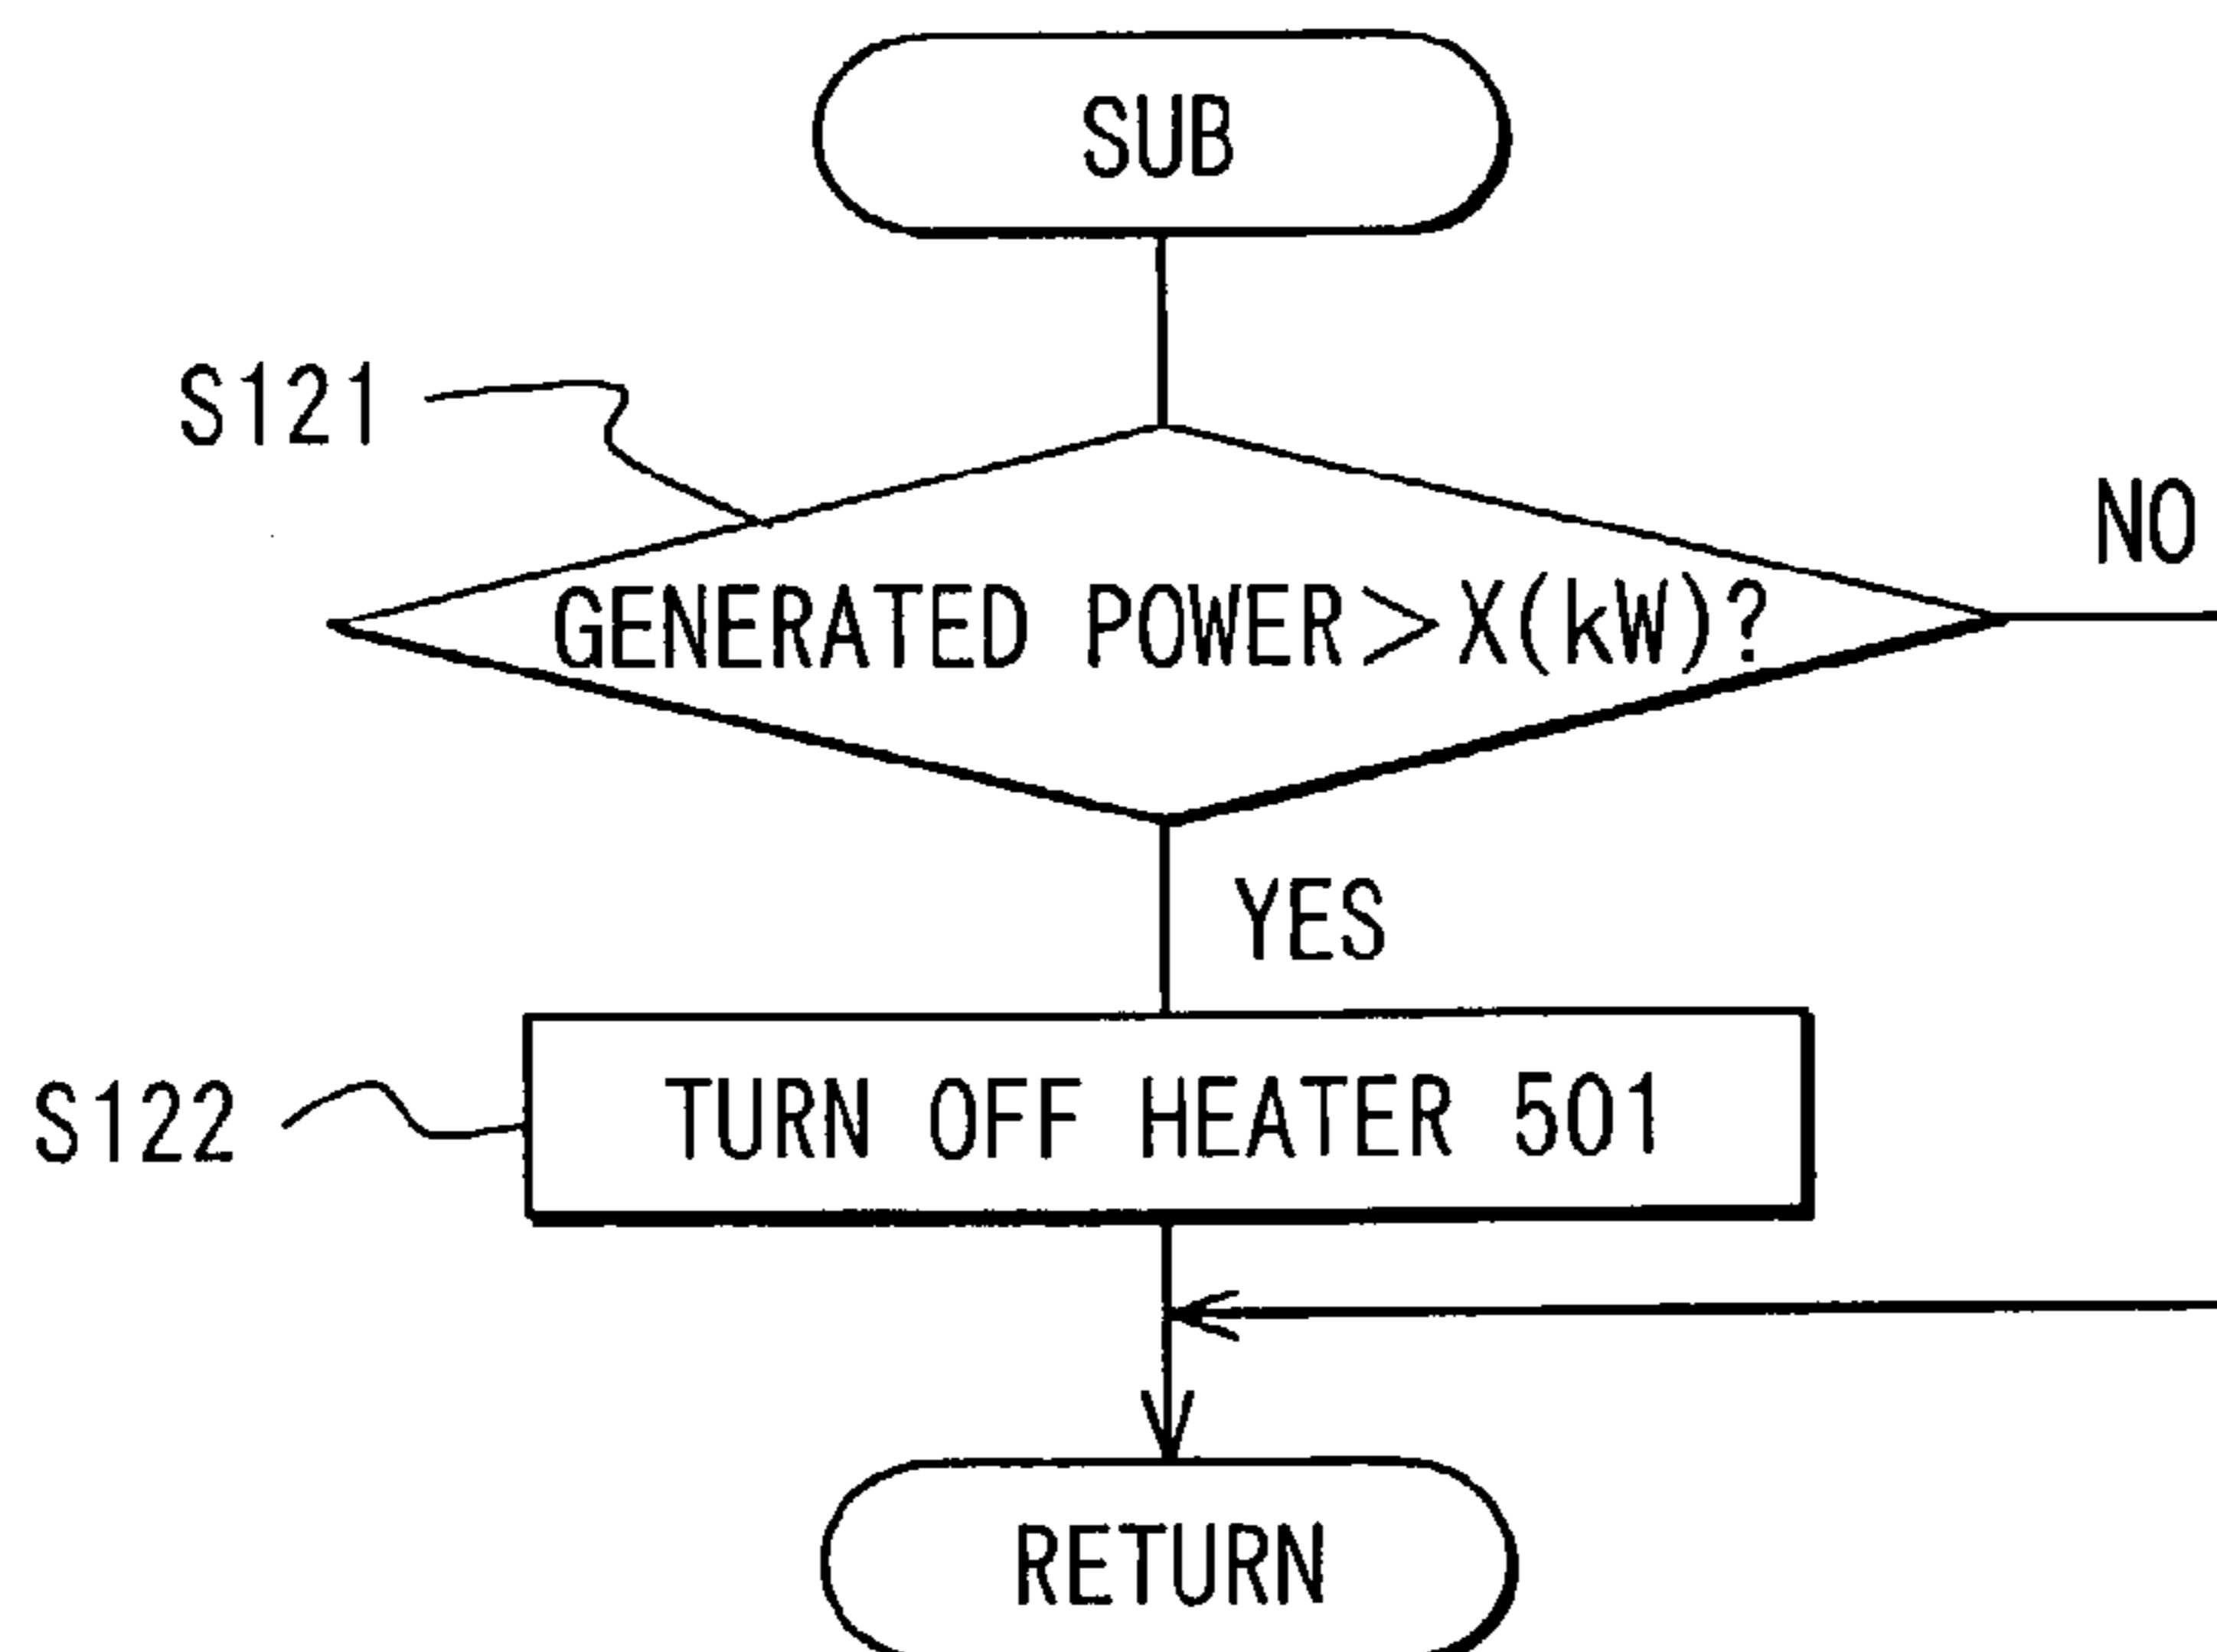 SUB
S121
NO
GENERATED POWER>X(kW)?
YES
S122
TURN OFF HEATER 501
RETURN